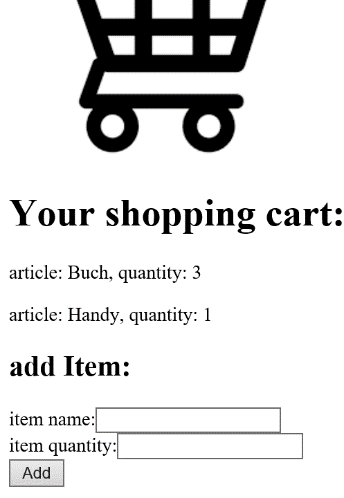 Your shopping cart:
article: Buch, quantity: 3
article: Handy, quantity: 1
add Item:
item name:
item quantity:
Add